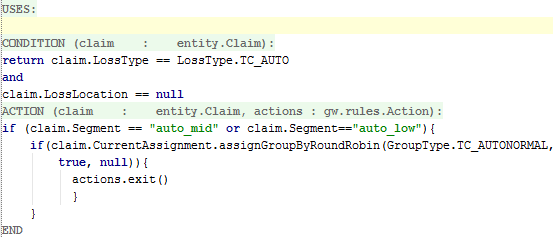 USES:
CONDITION (claim : entity.Claim):
return claim.LossType == LossType.TC_AUTO
and
claim.LossLocation == null
ACTION (claim : entity.Claim, actions : gw.rules.Action):
if (claim.Segment == "auto_mid" or claim.Segment=="auto_low"){
if(claim.CurrentAssignment.assignGroupByRoundRobin(GroupType.TC_AUTONORMAL,
true, null)){
actions.exit()
}
}
END